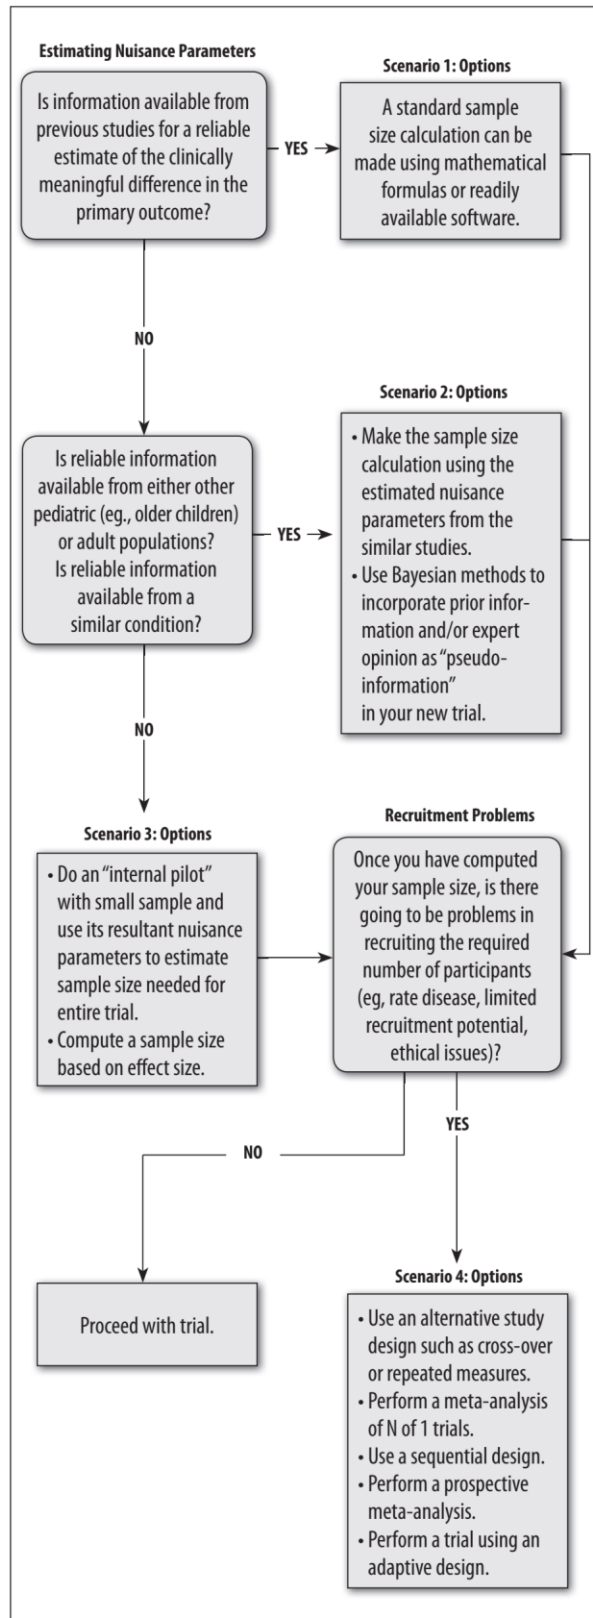 Estimating Nuisance Parameters
Is information available from
previous studies for a reliable
estimate of the clinically
meaningful difference in the
primary outcome?
YES
Scenario 1: Options
A standard sample
size calculation can be
made using mathematical
formulas or readily
available software.
NO
Is reliable information
available from either other
pediatric (eg., older children)
or adult populations?
Is reliable information
available from a
similar condition?
YES
Scenario 2: Options
• Make the sample size
calculation using the
estimated nuisance
parameters from the
similar studies.
• Use Bayesian methods to
incorporate prior infor-
mation and/or expert
opinion as “pseudo-
information”
in your new trial.
NO
Scenario 3: Options
• Do an “internal pilot”
with small sample and
use its resultant nuisance
parameters to estimate
sample size needed for
entire trial.
• Compute a sample size
based on effect size.
Recruitment Problems
Once you have computed
your sample size, is there
going to be problems in
recruiting the required
number of participants
(eg, rate disease, limited
recruitment potential,
ethical issues)?
NO
YES
Proceed with trial.
Scenario 4: Options
• Use an alternative study
design such as cross-over
or repeated measures.
• Perform a meta-analysis
of N of 1 trials.
• Use a sequential design.
• Perform a prospective
meta-analysis.
• Perform a trial using an
adaptive design.